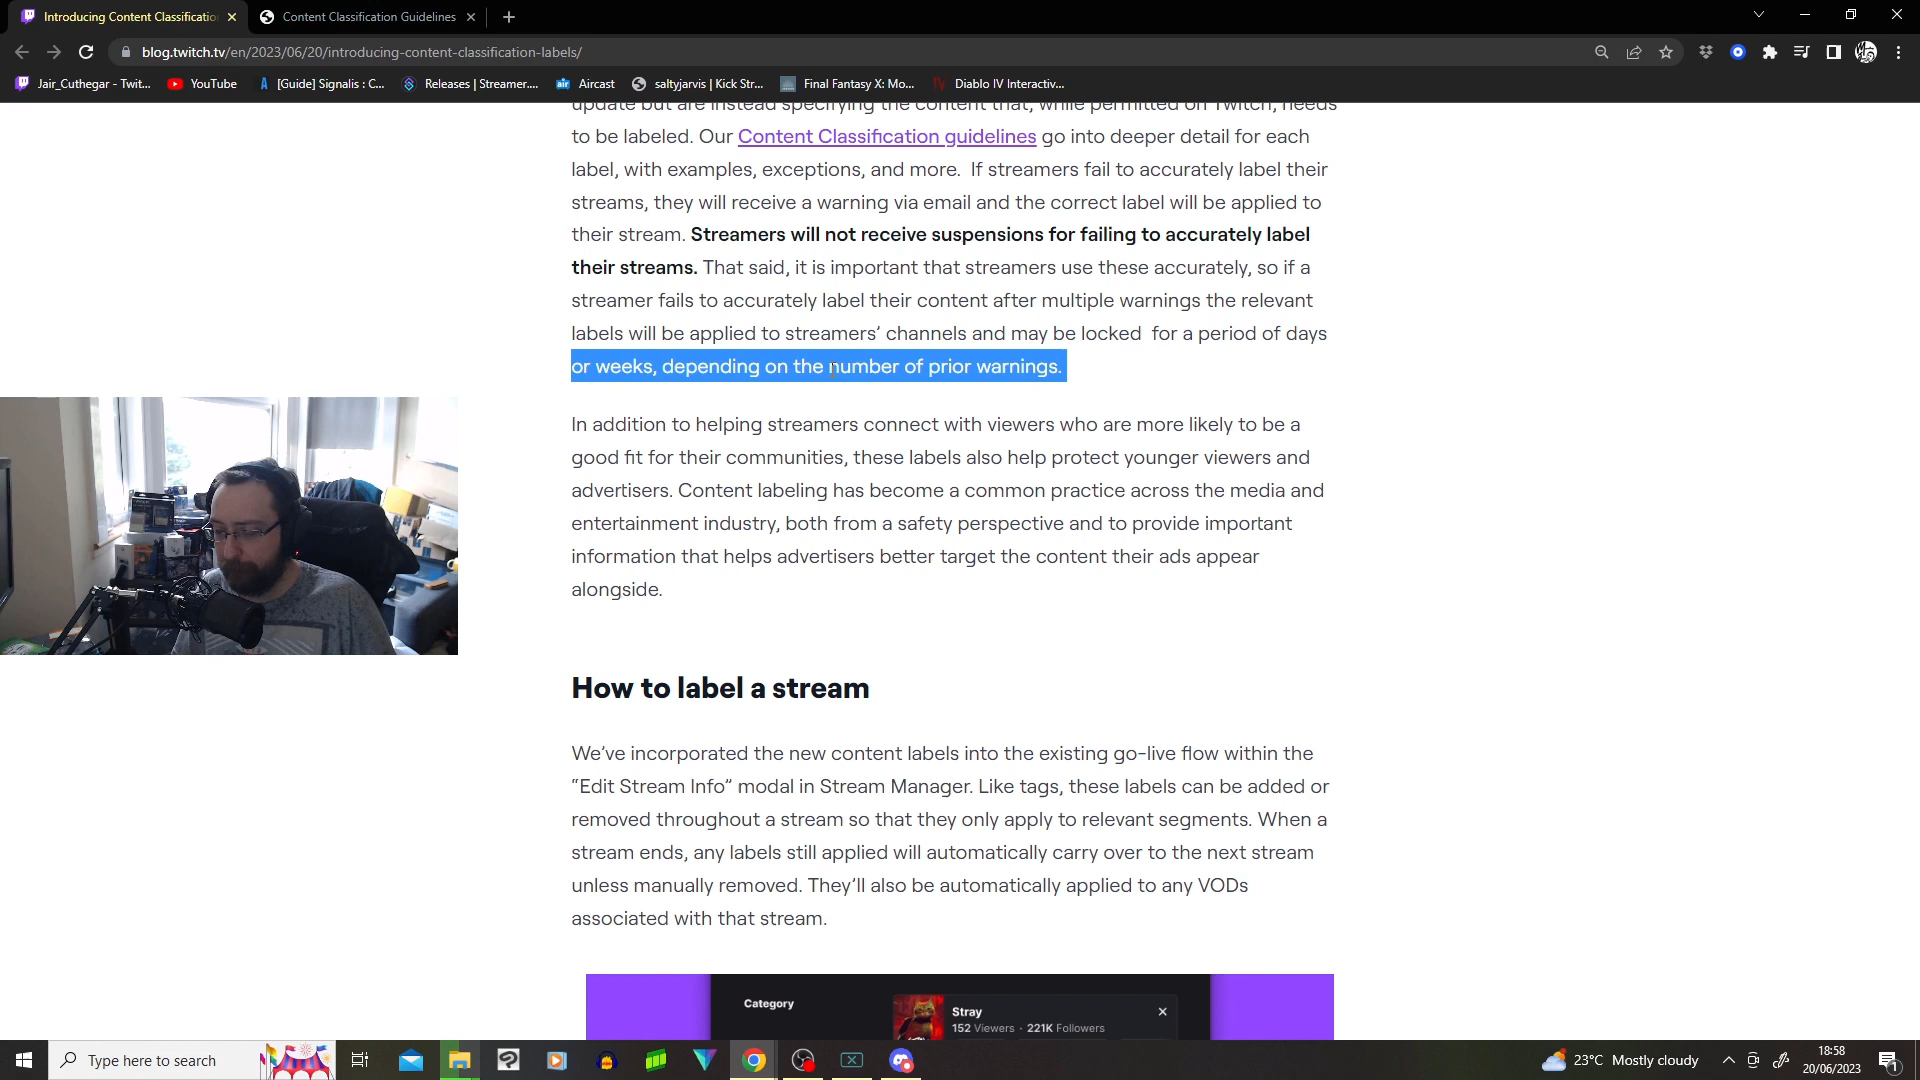 Introducing Content Classificatio
Content Classification Guidelines
blog.twitch.tv/en/2023/06/20/introducing-content-classification-labels/
Jair_Cuthegar - Twit...
YouTube
[Guide] Signalis : C...
Releases | Streamer....
Aircast
saltyjarvis | Kick Str...
Final Fantasy X: Mo...
Diablo IV Interactiv...
update but are instead specifying the content that, while permitted on Twitch, needs
to be labeled. Our Content Classification guidelines go into deeper detail for each
label, with examples, exceptions, and more.  If streamers fail to accurately label their
streams, they will receive a warning via email and the correct label will be applied to
their stream. Streamers will not receive suspensions for failing to accurately label
their streams. That said, it is important that streamers use these accurately, so if a
streamer fails to accurately label their content after multiple warnings the relevant
labels will be applied to streamers’ channels and may be locked  for a period of days
or weeks, depending on the number of prior warnings.
In addition to helping streamers connect with viewers who are more likely to be a
good fit for their communities, these labels also help protect younger viewers and
advertisers. Content labeling has become a common practice across the media and
entertainment industry, both from a safety perspective and to provide important
information that helps advertisers better target the content their ads appear
alongside.
How to label a stream
We’ve incorporated the new content labels into the existing go-live flow within the
“Edit Stream Info” modal in Stream Manager. Like tags, these labels can be added or
removed throughout a stream so that they only apply to relevant segments. When a
stream ends, any labels still applied will automatically carry over to the next stream
unless manually removed. They’ll also be automatically applied to any VODs
associated with that stream.
Category
Stray
152 Viewers · 221K Followers
Type here to search
23°C Mostly cloudy
18:58
20/06/2023
1